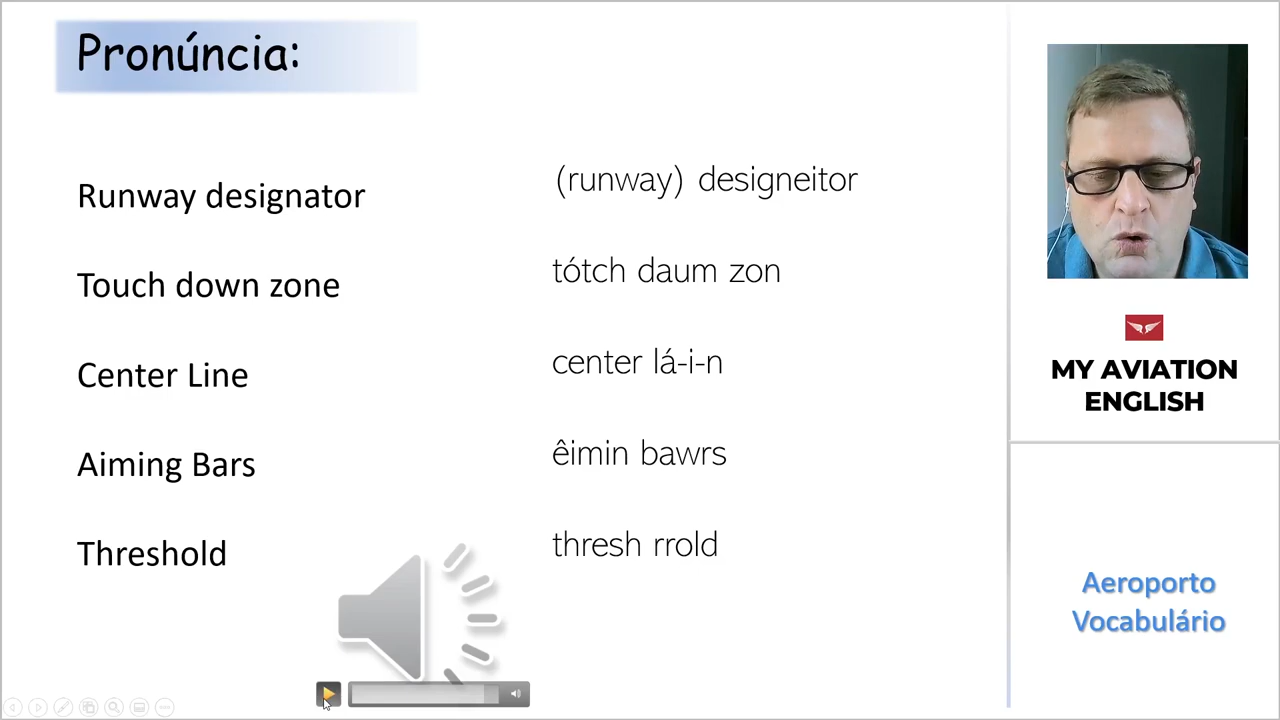 Pronúncia:
Runway designator
(runway) designeitor
Touch down zone
tótch daum zon
Center Line
center lá-i-n
Aiming Bars
êimin bawrs
Threshold
thresh rrold
MY AVIATION
ENGLISH
Aeroporto
Vocabulário